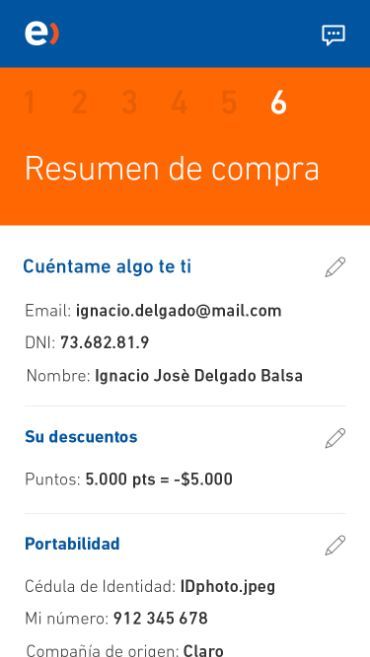 e)
1 2 3 4 5 6
Resumen de compra
Cuéntame algo te ti
Email: ignacio.delgado@mail.com
DNI: 73.682.81.9
Nombre: Ignacio Josè Delgado Balsa
Su descuentos
Puntos: 5.000 pts = -$5.000
Portabilidad
Cédula de Identidad: IDphoto.jpeg
Mi número: 912 345 678
Compañía de origen: Claro